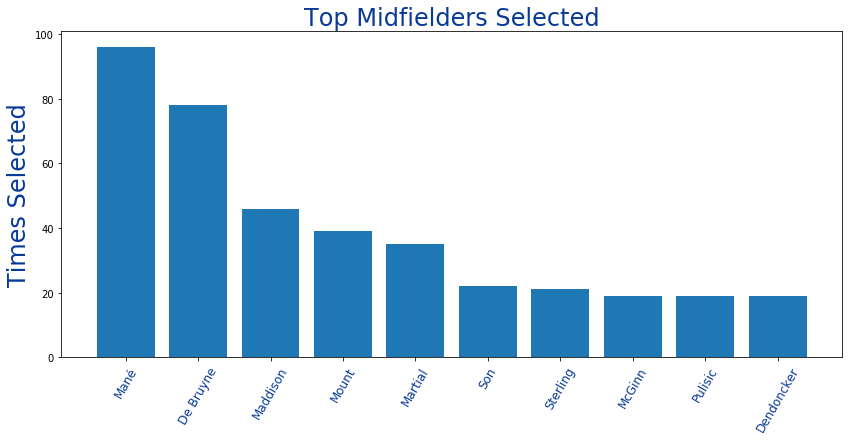 Top Midfielders Selected
Times Selected
100
80
60
40
20
0
Mané
De Bruyne
Maddison
Mount
Martial
Son
Sterling
McGinn
Pulisic
Dendoncker